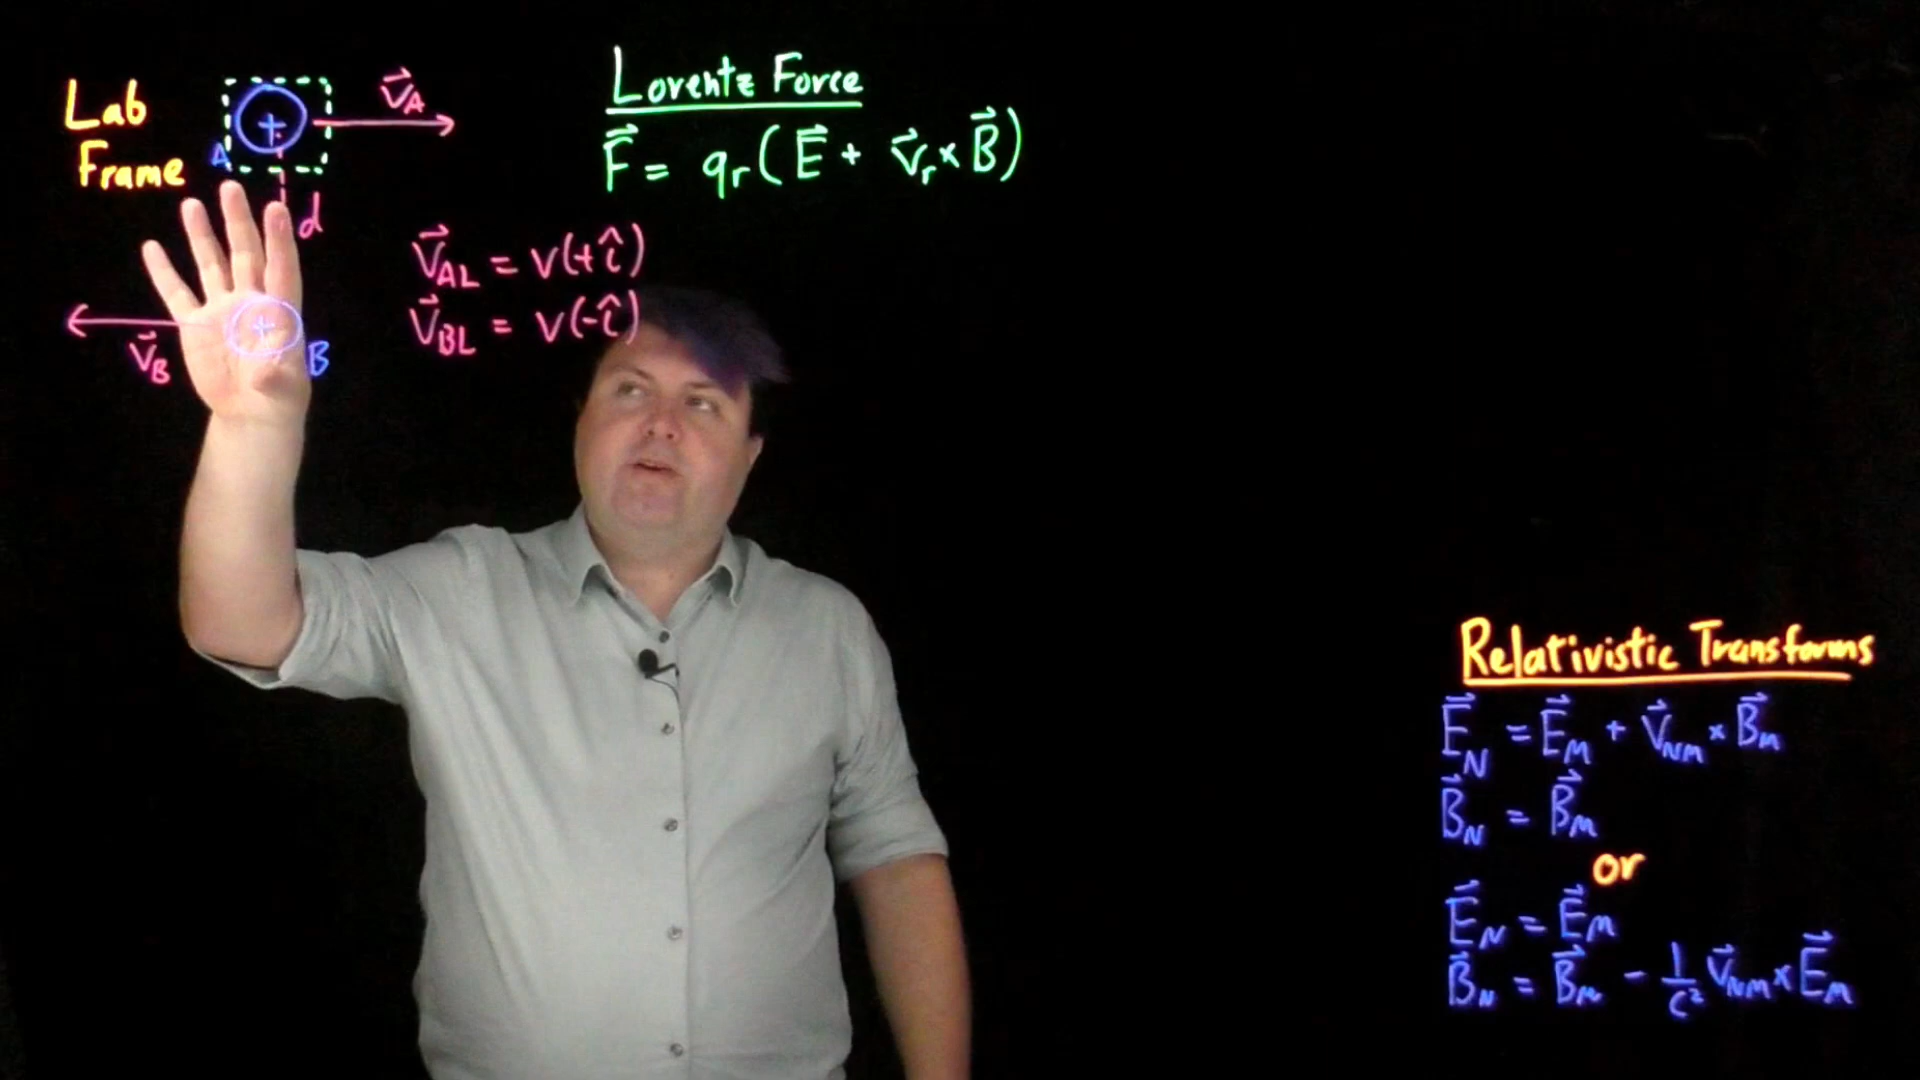 Lab
Frame
+
A
v⃗_A
d
+
B
v⃗_B
v⃗_AL = v(+î)
v⃗_BL = v(-î)
Lorentz Force
F⃗ = q_r(E⃗ + v⃗_r × B⃗)
Relativistic Transforms
E⃗_N = E⃗_M + v⃗_NM × B⃗_M
B⃗_N = B⃗_M
or
E⃗_N = E⃗_M
B⃗_N = B⃗_M - 1/c² v⃗_NM × E⃗_M